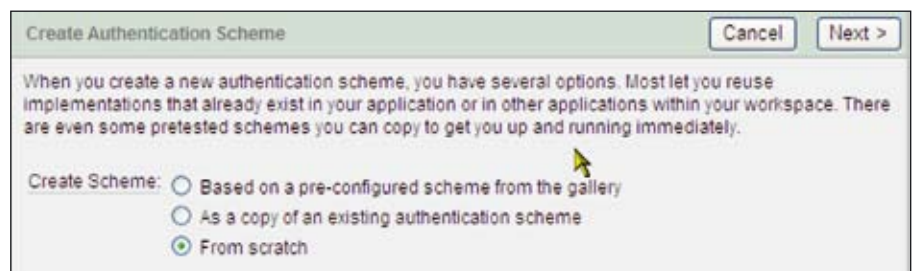 Create Authentication Scheme
Cancel
Next >
When you create a new authentication scheme, you have several options. Most let you reuse
implementations that already exist in your application or in other applications within your workspace. There
are even some pretested schemes you can copy to get you up and running immediately.
Create Scheme:
Based on a pre-configured scheme from the gallery
As a copy of an existing authentication scheme
From scratch